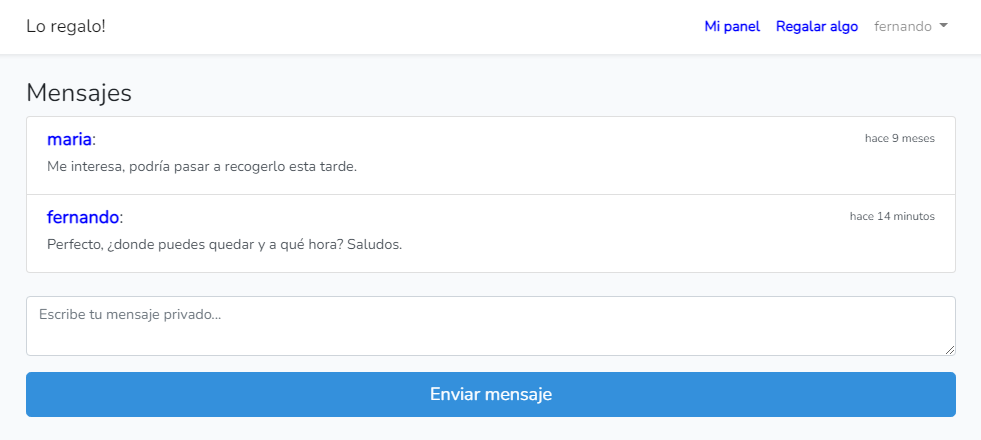 Lo regalo!
Mi panel Regalar algo fernando
Mensajes
maria: hace 9 meses
Me interesa, podría pasar a recogerlo esta tarde.
fernando: hace 14 minutos
Perfecto, ¿donde puedes quedar y a qué hora? Saludos.
Escribe tu mensaje privado...
Enviar mensaje